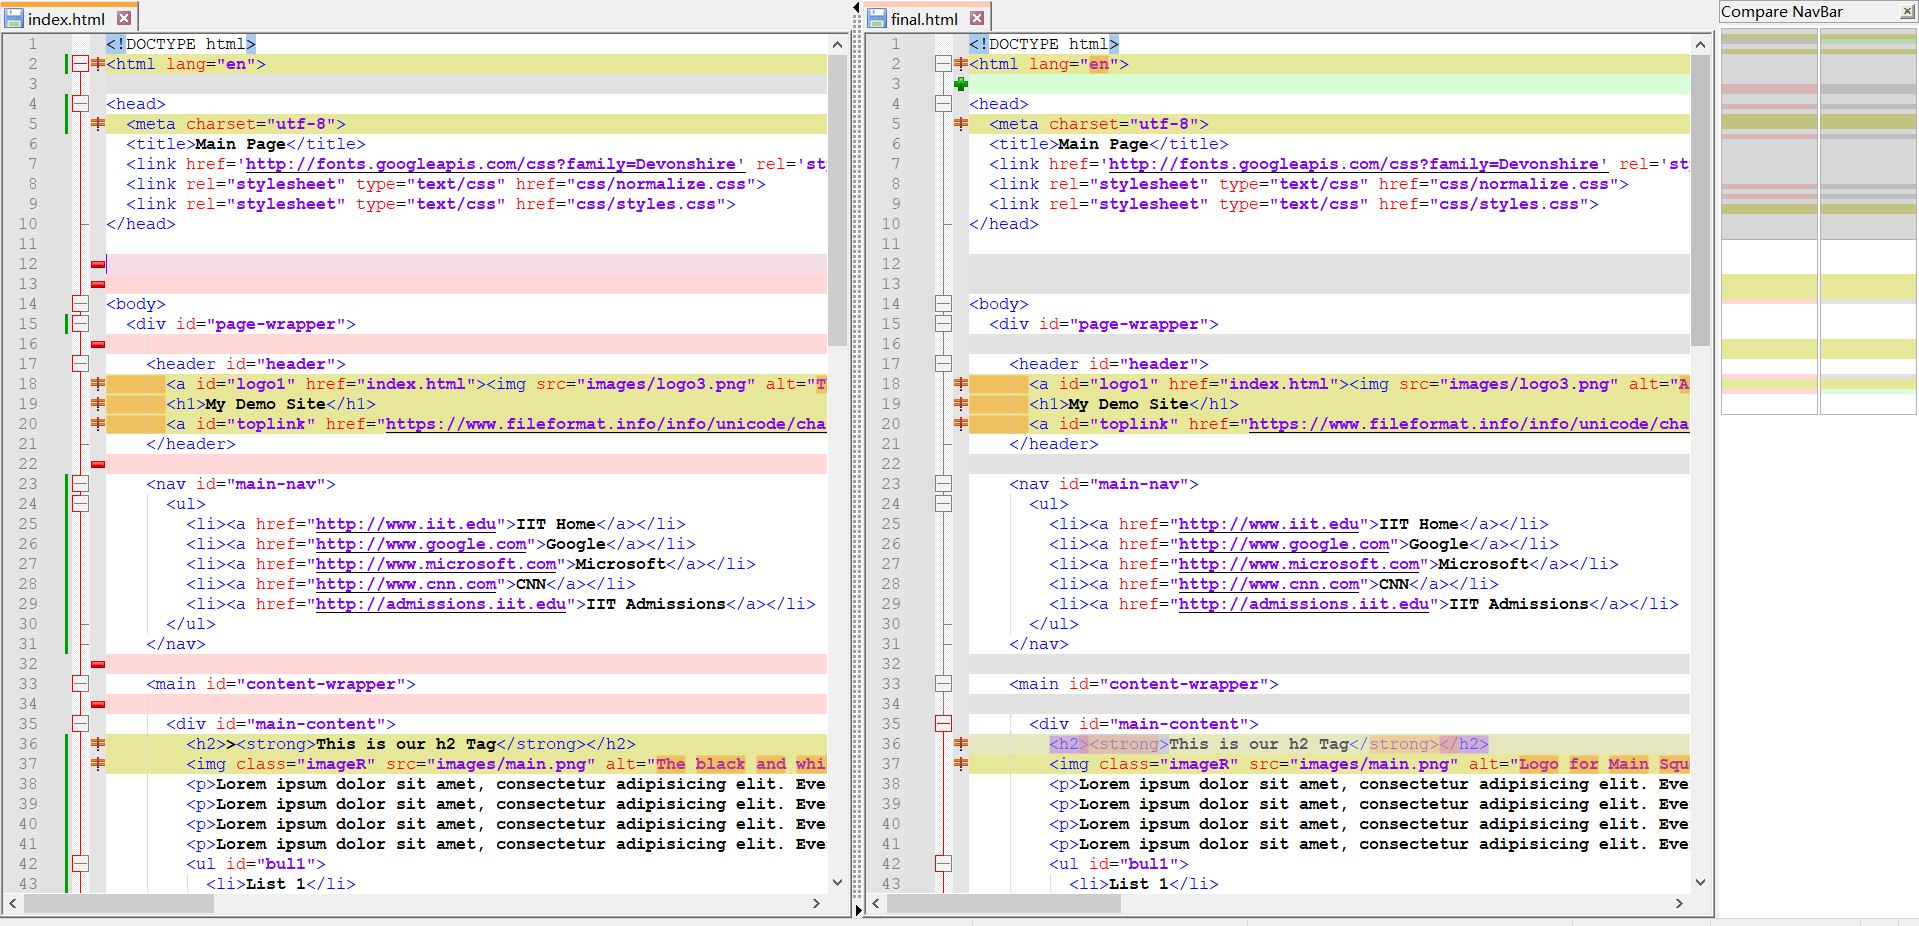 index.html
final.html
Compare NavBar
1 <!DOCTYPE html>
2 <html lang="en">
3
4 <head>
5 <meta charset="utf-8">
6 <title>Main Page</title>
7 <link href='http://fonts.googleapis.com/css?family=Devonshire' rel='st
8 <link rel="stylesheet" type="text/css" href="css/normalize.css">
9 <link rel="stylesheet" type="text/css" href="css/styles.css">
10 </head>
11
12
13
14 <body>
15 <div id="page-wrapper">
16
17 <header id="header">
18 <a id="logo1" href="index.html"><img src="images/logo3.png" alt="T
19 <h1>My Demo Site</h1>
20 <a id="toplink" href="https://www.fileformat.info/info/unicode/cha
21 </header>
22
23 <nav id="main-nav">
24 <ul>
25 <li><a href="http://www.iit.edu">IIT Home</a></li>
26 <li><a href="http://www.google.com">Google</a></li>
27 <li><a href="http://www.microsoft.com">Microsoft</a></li>
28 <li><a href="http://www.cnn.com">CNN</a></li>
29 <li><a href="http://admissions.iit.edu">IIT Admissions</a></li>
30 </ul>
31 </nav>
32
33 <main id="content-wrapper">
34
35 <div id="main-content">
36 <h2>><strong>This is our h2 Tag</strong></h2>
37 <img class="imageR" src="images/main.png" alt="The black and whi
38 <p>Lorem ipsum dolor sit amet, consectetur adipisicing elit. Eve
39 <p>Lorem ipsum dolor sit amet, consectetur adipisicing elit. Eve
40 <p>Lorem ipsum dolor sit amet, consectetur adipisicing elit. Eve
41 <p>Lorem ipsum dolor sit amet, consectetur adipisicing elit. Eve
42 <ul id="bul1">
43 <li>List 1</li>
1 <!DOCTYPE html>
2 <html lang="en">
3
4 <head>
5 <meta charset="utf-8">
6 <title>Main Page</title>
7 <link href='http://fonts.googleapis.com/css?family=Devonshire' rel='st
8 <link rel="stylesheet" type="text/css" href="css/normalize.css">
9 <link rel="stylesheet" type="text/css" href="css/styles.css">
10 </head>
11
12
13
14 <body>
15 <div id="page-wrapper">
16
17 <header id="header">
18 <a id="logo1" href="index.html"><img src="images/logo3.png" alt="A
19 <h1>My Demo Site</h1>
20 <a id="toplink" href="https://www.fileformat.info/info/unicode/cha
21 </header>
22
23 <nav id="main-nav">
24 <ul>
25 <li><a href="http://www.iit.edu">IIT Home</a></li>
26 <li><a href="http://www.google.com">Google</a></li>
27 <li><a href="http://www.microsoft.com">Microsoft</a></li>
28 <li><a href="http://www.cnn.com">CNN</a></li>
29 <li><a href="http://admissions.iit.edu">IIT Admissions</a></li>
30 </ul>
31 </nav>
32
33 <main id="content-wrapper">
34
35 <div id="main-content">
36 <h2><strong>This is our h2 Tag</strong></h2>
37 <img class="imageR" src="images/main.png" alt="Logo for Main Squ
38 <p>Lorem ipsum dolor sit amet, consectetur adipisicing elit. Eve
39 <p>Lorem ipsum dolor sit amet, consectetur adipisicing elit. Eve
40 <p>Lorem ipsum dolor sit amet, consectetur adipisicing elit. Eve
41 <p>Lorem ipsum dolor sit amet, consectetur adipisicing elit. Eve
42 <ul id="bul1">
43 <li>List 1</li>